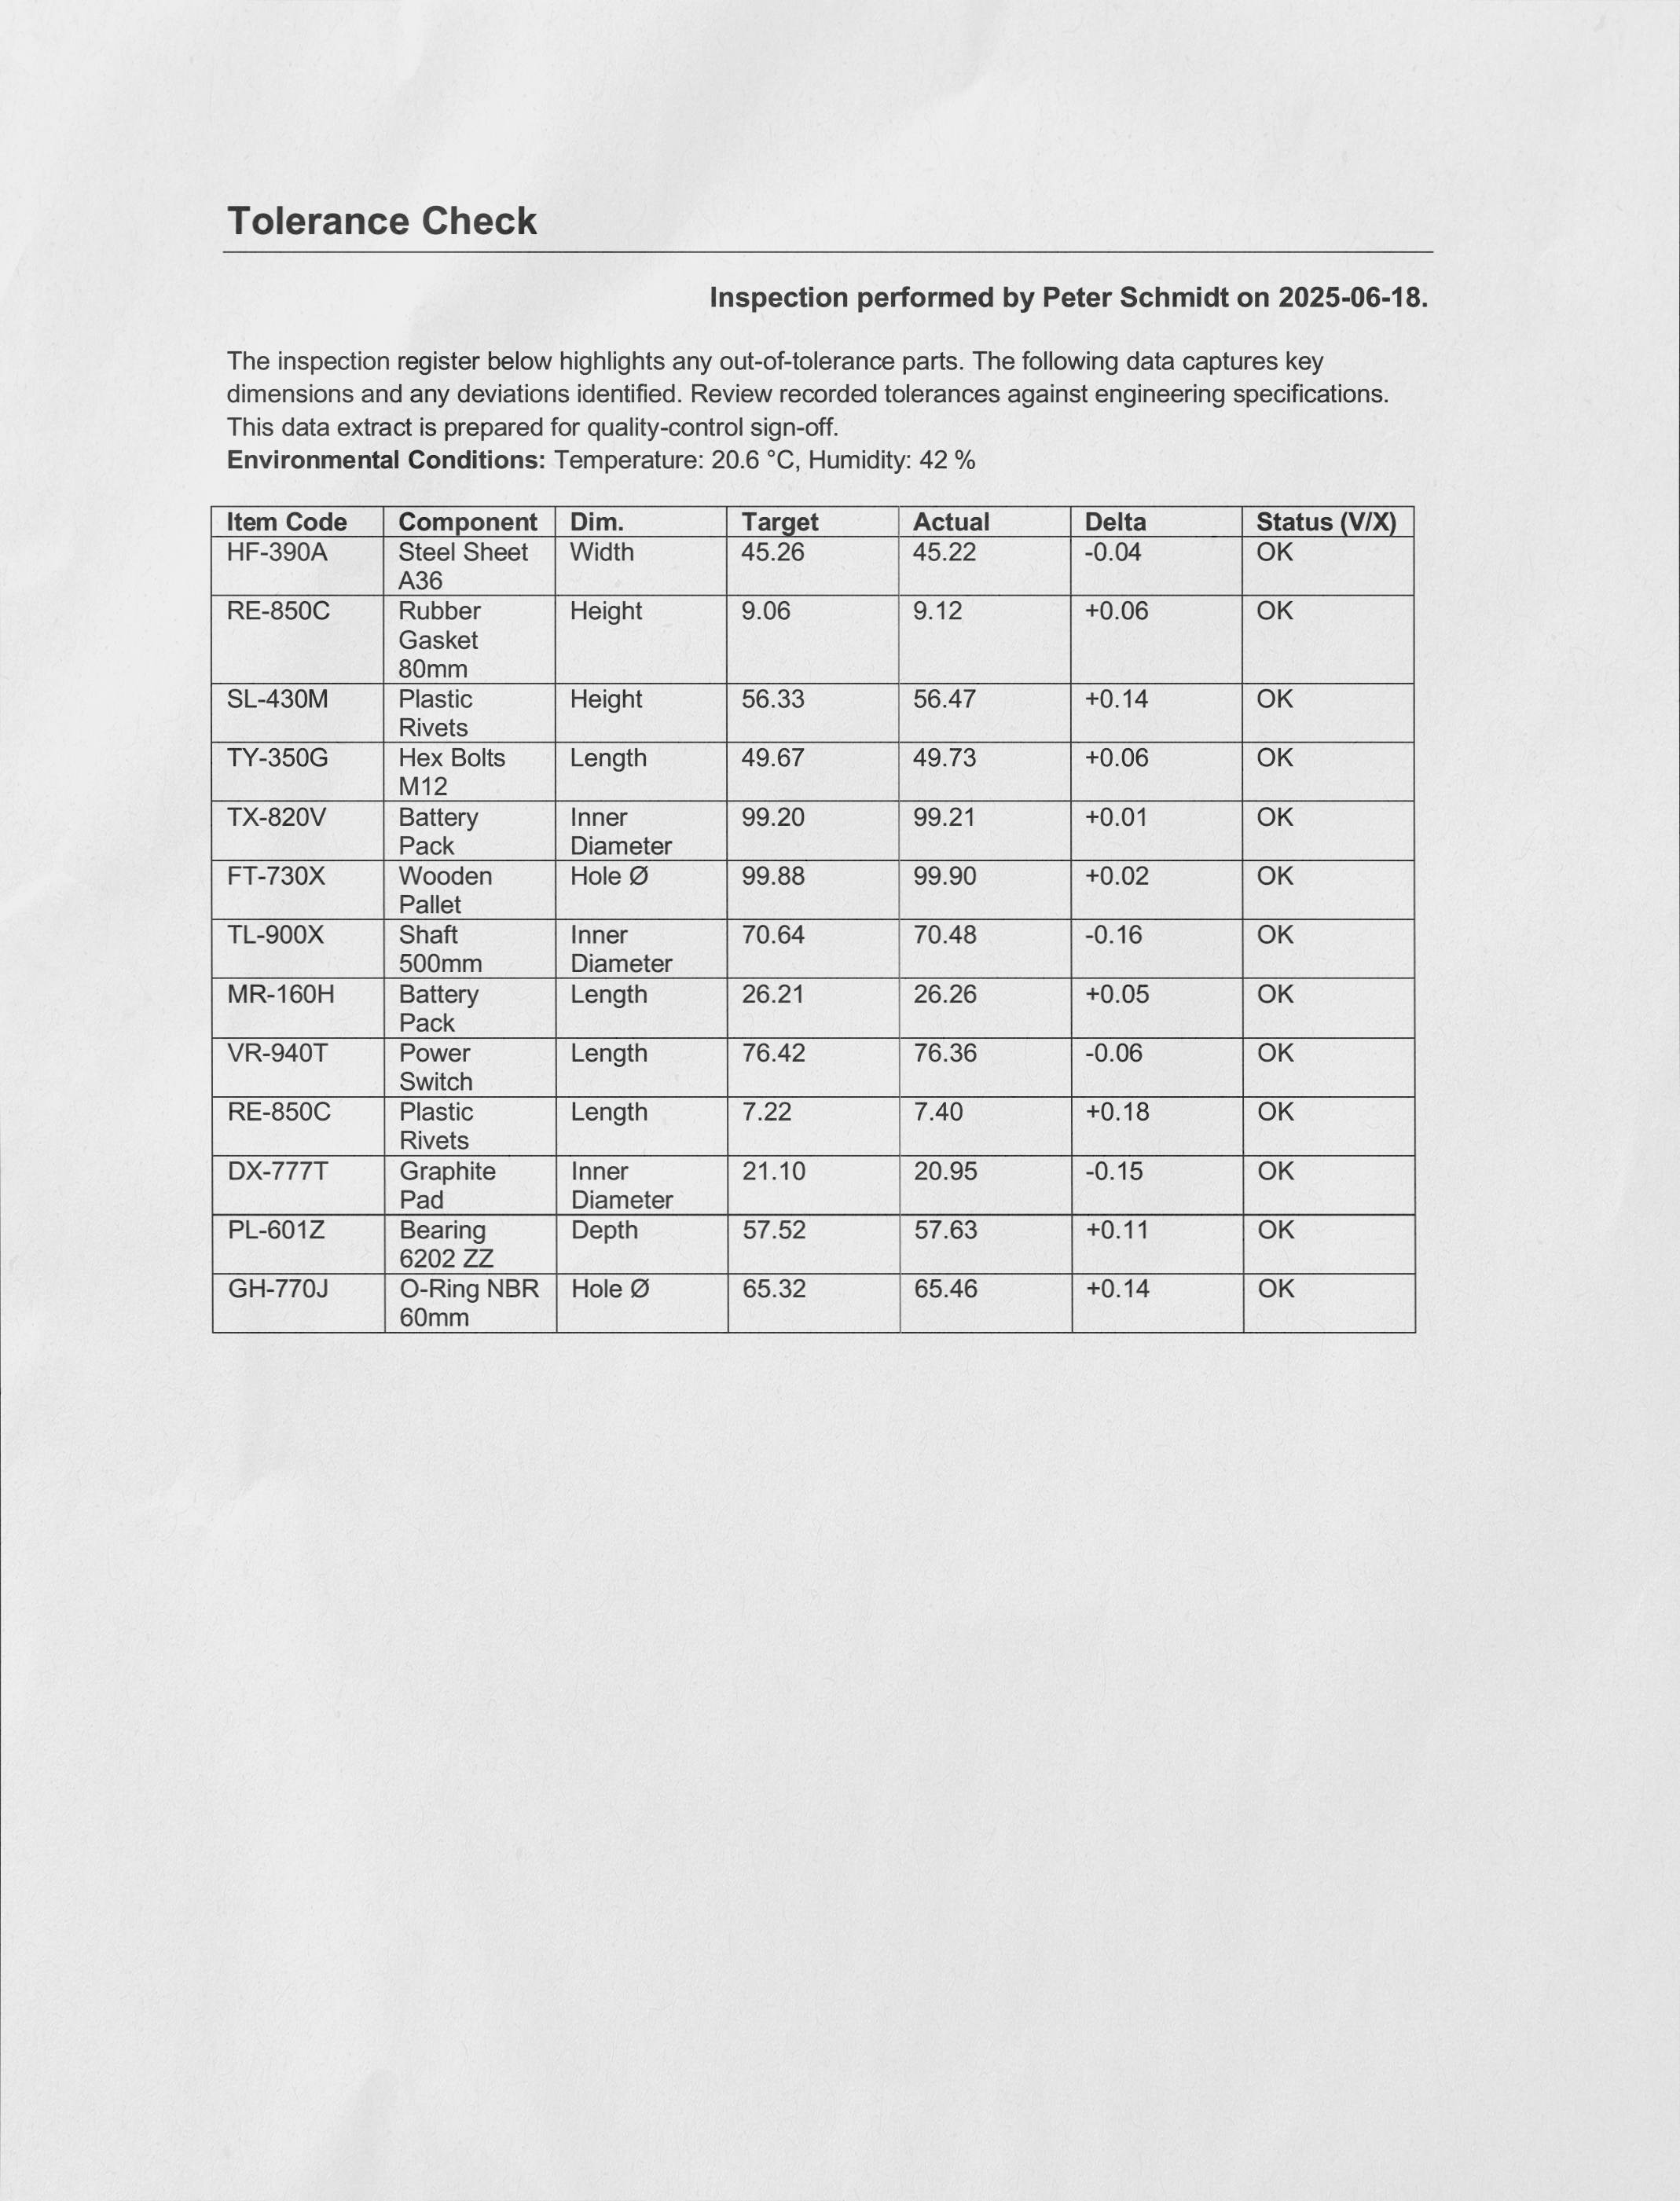 Tolerance Check
Inspection performed by Peter Schmidt on 2025-06-18.
The inspection register below highlights any out-of-tolerance parts. The following data captures key
dimensions and any deviations identified. Review recorded tolerances against engineering specifications.
This data extract is prepared for quality-control sign-off.
Environmental Conditions: Temperature: 20.6 °C, Humidity: 42 %
Item Code Component Dim. Target Actual Delta Status (V/X)
HF-390A Steel Sheet Width 45.26 45.22 -0.04 OK
A36
RE-850C Rubber Height 9.06 9.12 +0.06 OK
Gasket
80mm
SL-430M Plastic Height 56.33 56.47 +0.14 OK
Rivets
TY-350G Hex Bolts Length 49.67 49.73 +0.06 OK
M12
TX-820V Battery Inner 99.20 99.21 +0.01 OK
Pack Diameter
FT-730X Wooden Hole Ø 99.88 99.90 +0.02 OK
Pallet
TL-900X Shaft Inner 70.64 70.48 -0.16 OK
500mm Diameter
MR-160H Battery Length 26.21 26.26 +0.05 OK
Pack
VR-940T Power Length 76.42 76.36 -0.06 OK
Switch
RE-850C Plastic Length 7.22 7.40 +0.18 OK
Rivets
DX-777T Graphite Inner 21.10 20.95 -0.15 OK
Pad Diameter
PL-601Z Bearing Depth 57.52 57.63 +0.11 OK
6202 ZZ
GH-770J O-Ring NBR Hole Ø 65.32 65.46 +0.14 OK
60mm